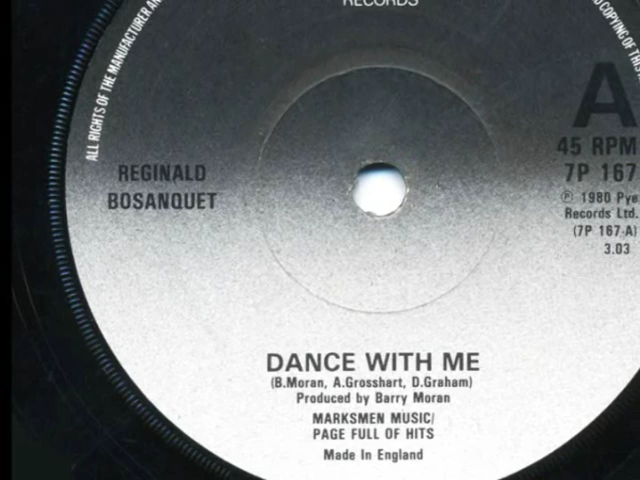 RECORDS
ALL RIGHTS OF THE MANUFACTURER
COPYING OF
A
45 RPM
7P 167
REGINALD
BOSANQUET
℗ 1980 Pye
Records Ltd.
(7P 167-A)
3.03
DANCE WITH ME
(B.Moran, A.Grosshart, D.Graham)
Produced by Barry Moran
MARKSMEN MUSIC/
PAGE FULL OF HITS
Made In England